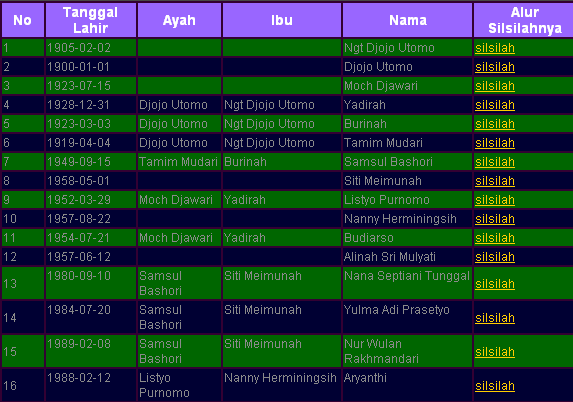 No Tanggal Lahir Ayah Ibu Nama Alur Silsilahnya
1 1905-02-02 Ngt Djojo Utomo silsilah
2 1900-01-01 Djojo Utomo silsilah
3 1923-07-15 Moch Djawari silsilah
4 1928-12-31 Djojo Utomo Ngt Djojo Utomo Yadirah silsilah
5 1923-03-03 Djojo Utomo Ngt Djojo Utomo Burinah silsilah
6 1919-04-04 Djojo Utomo Ngt Djojo Utomo Tamim Mudari silsilah
7 1949-09-15 Tamim Mudari Burinah Samsul Bashori silsilah
8 1958-05-01 Siti Meimunah silsilah
9 1952-03-29 Moch Djawari Yadirah Listyo Purnomo silsilah
10 1957-08-22 Nanny Herminingsih silsilah
11 1954-07-21 Moch Djawari Yadirah Budiarso silsilah
12 1957-06-12 Alinah Sri Mulyati silsilah
13 1980-09-10 Samsul Bashori Siti Meimunah Nana Septiani Tunggal silsilah
14 1984-07-20 Samsul Bashori Siti Meimunah Yulma Adi Prasetyo silsilah
15 1989-02-08 Samsul Bashori Siti Meimunah Nur Wulan Rakhmandari silsilah
16 1988-02-12 Listyo Purnomo Nanny Herminingsih Aryanthi silsilah